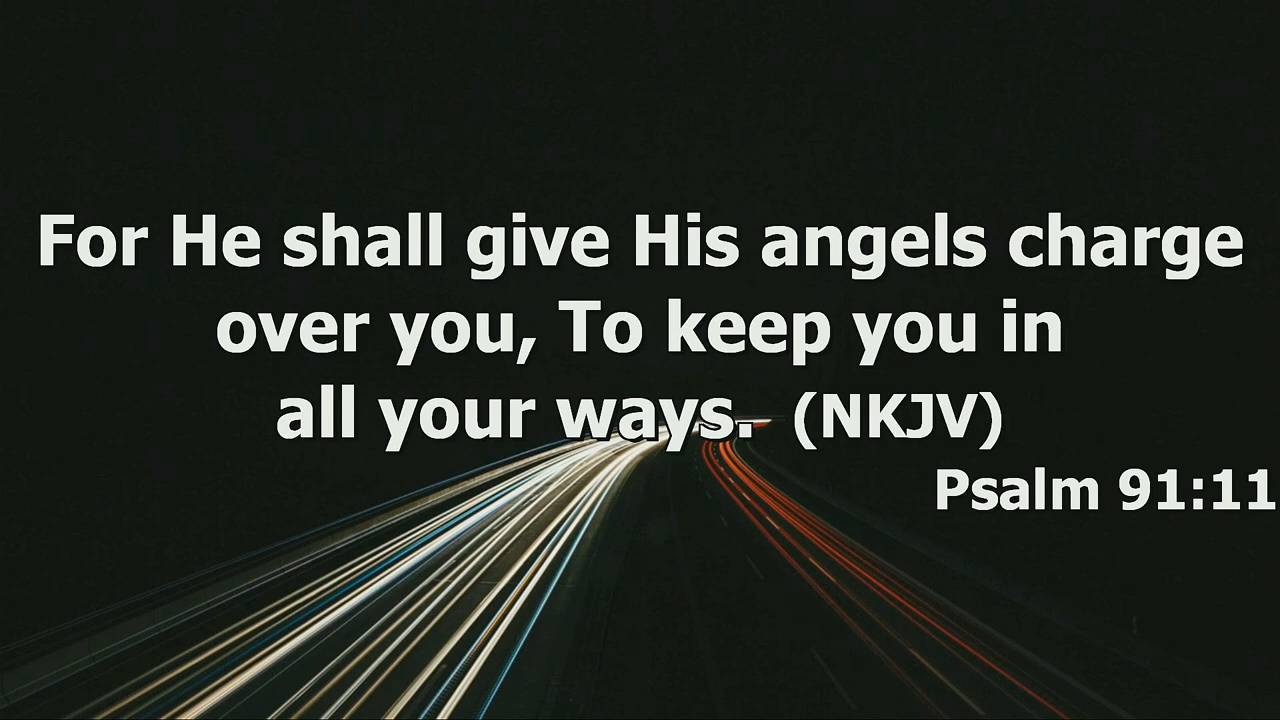 For He shall give His angels charge
over you, To keep you in
all your ways. (NKJV)
Psalm 91:11